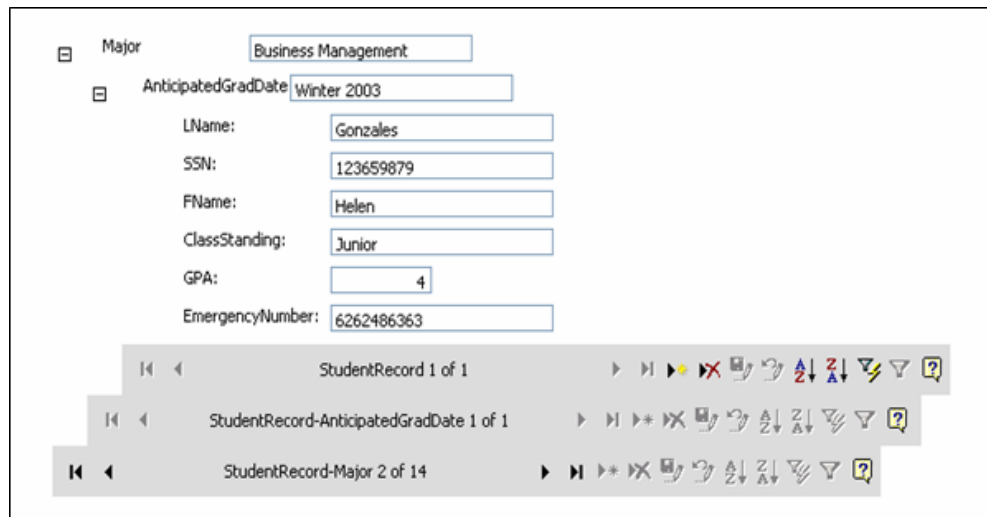 Major Business Management
AnticipatedGradDate Winter 2003
LName: Gonzales
SSN: 123659879
FName: Helen
ClassStanding: Junior
GPA: 4
EmergencyNumber: 6262486363
StudentRecord 1 of 1
StudentRecord-AnticipatedGradDate 1 of 1
StudentRecord-Major 2 of 14